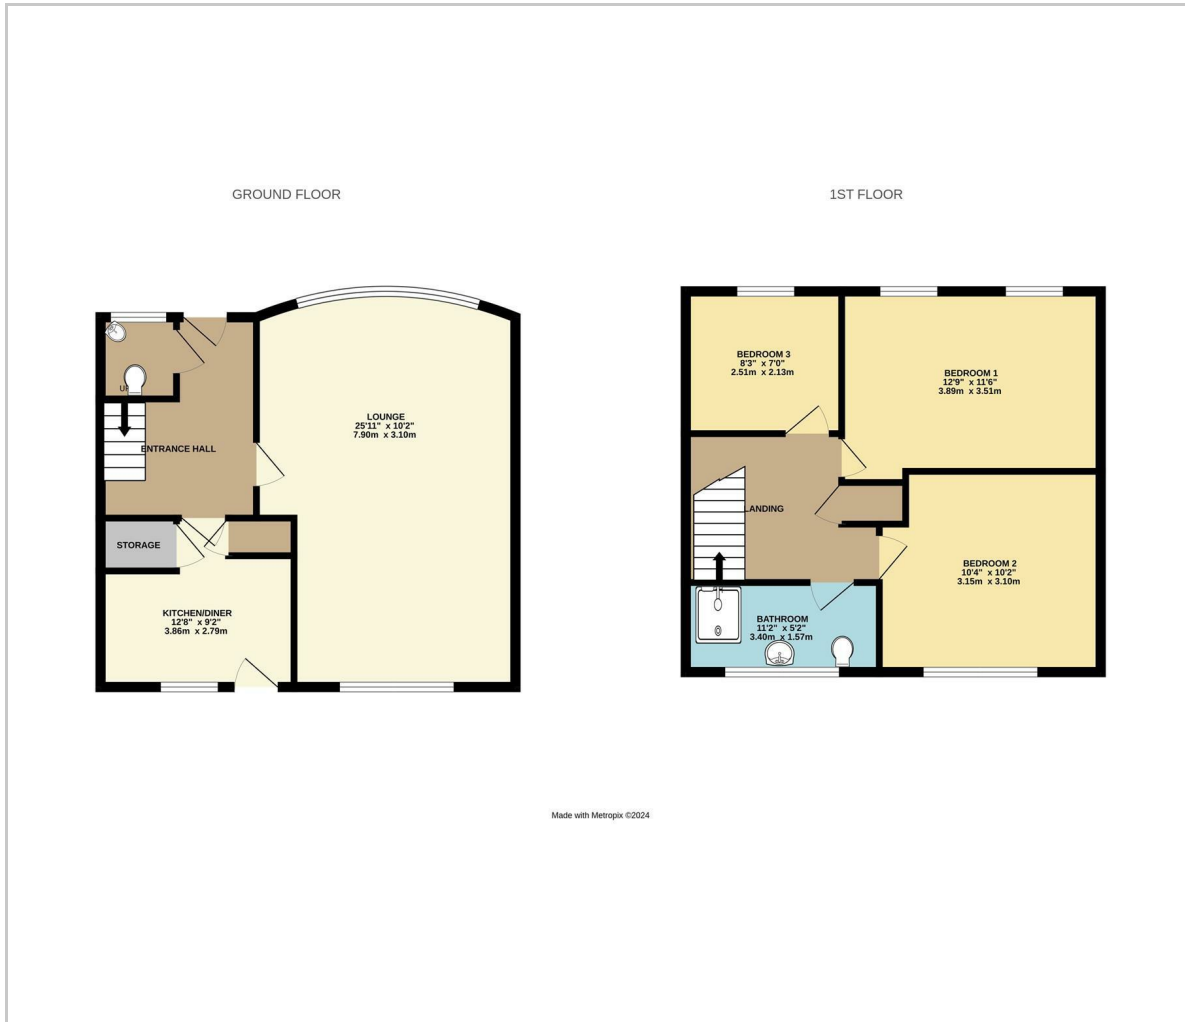 GROUND FLOOR
1ST FLOOR
LOUNGE
25'11" x 10'2"
7.90m x 3.10m
UP
ENTRANCE HALL
STORAGE
KITCHEN/DINER
12'8" x 9'2"
3.86m x 2.79m
BEDROOM 3
8'3" x 7'0"
2.51m x 2.13m
BEDROOM 1
12'9" x 11'6"
3.89m x 3.51m
LANDING
BEDROOM 2
10'4" x 10'2"
3.15m x 3.10m
BATHROOM
11'2" x 5'2"
3.40m x 1.57m
Made with Metropix ©2024